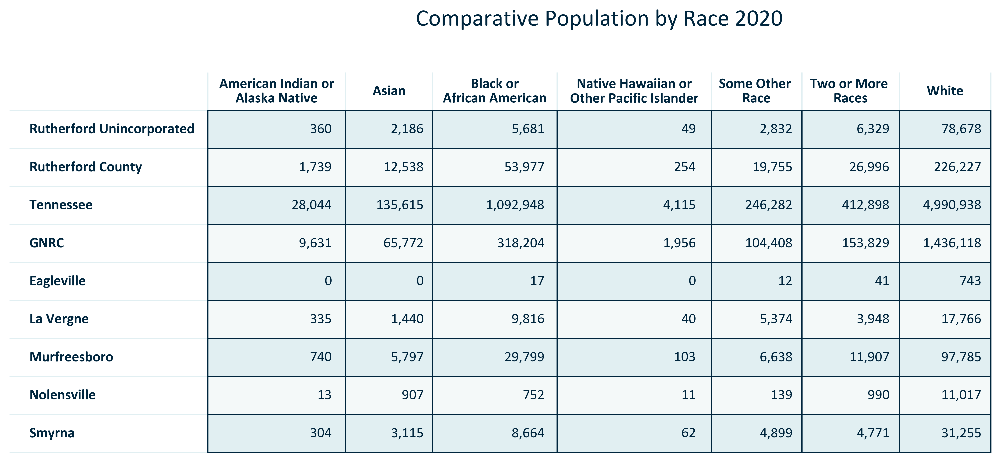 Comparative Population by Race 2020
American Indian or
Alaska Native
Asian
Black or
African American
Native Hawaiian or
Other Pacific Islander
Some Other
Race
Two or More
Races
White
Rutherford Unincorporated 360 2,186 5,681 49 2,832 6,329 78,678
Rutherford County 1,739 12,538 53,977 254 19,755 26,996 226,227
Tennessee 28,044 135,615 1,092,948 4,115 246,282 412,898 4,990,938
GNRC 9,631 65,772 318,204 1,956 104,408 153,829 1,436,118
Eagleville 0 0 17 0 12 41 743
La Vergne 335 1,440 9,816 40 5,374 3,948 17,766
Murfreesboro 740 5,797 29,799 103 6,638 11,907 97,785
Nolensville 13 907 752 11 139 990 11,017
Smyrna 304 3,115 8,664 62 4,899 4,771 31,255